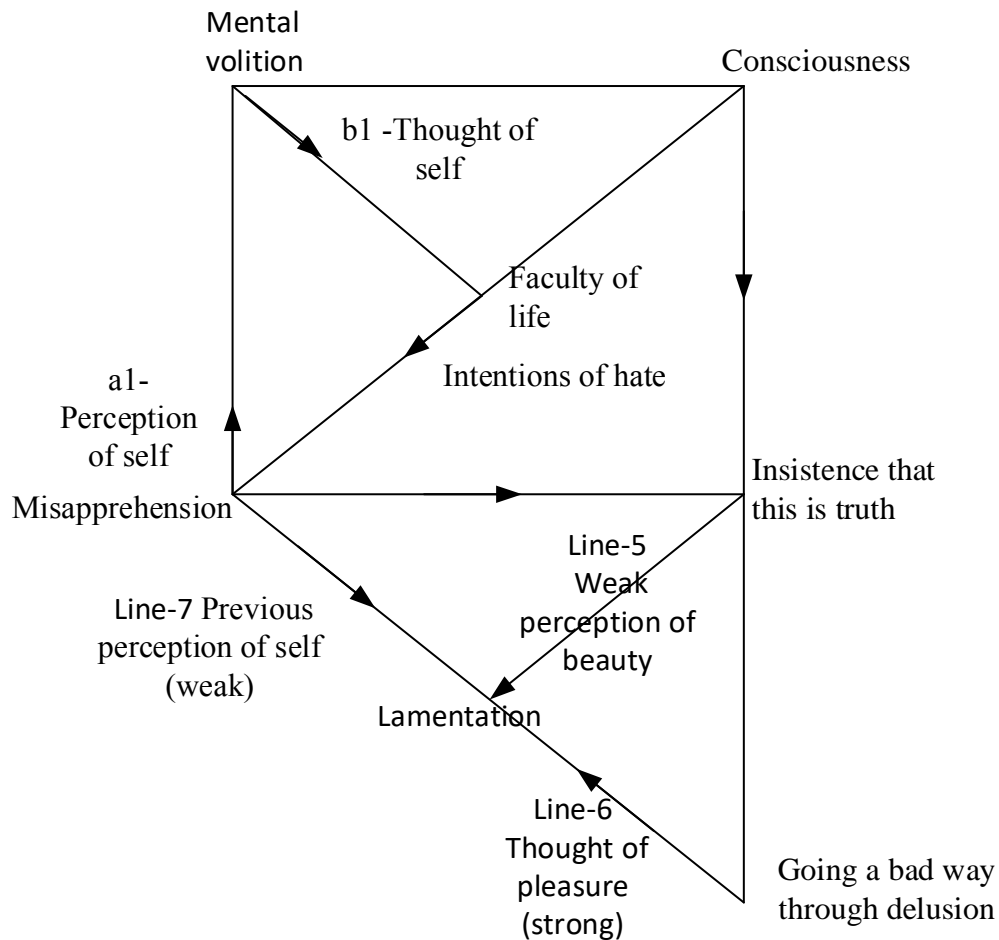 Mental
volition
Consciousness
b1 -Thought of
self
Faculty of
life
Intentions of hate
a1-
Perception
of self
Misapprehension
Insistence that
this is truth
Line-5
Weak
perception of
beauty
Line-7 Previous
perception of self
(weak)
Lamentation
Line-6
Thought of
pleasure
(strong)
Going a bad way
through delusion